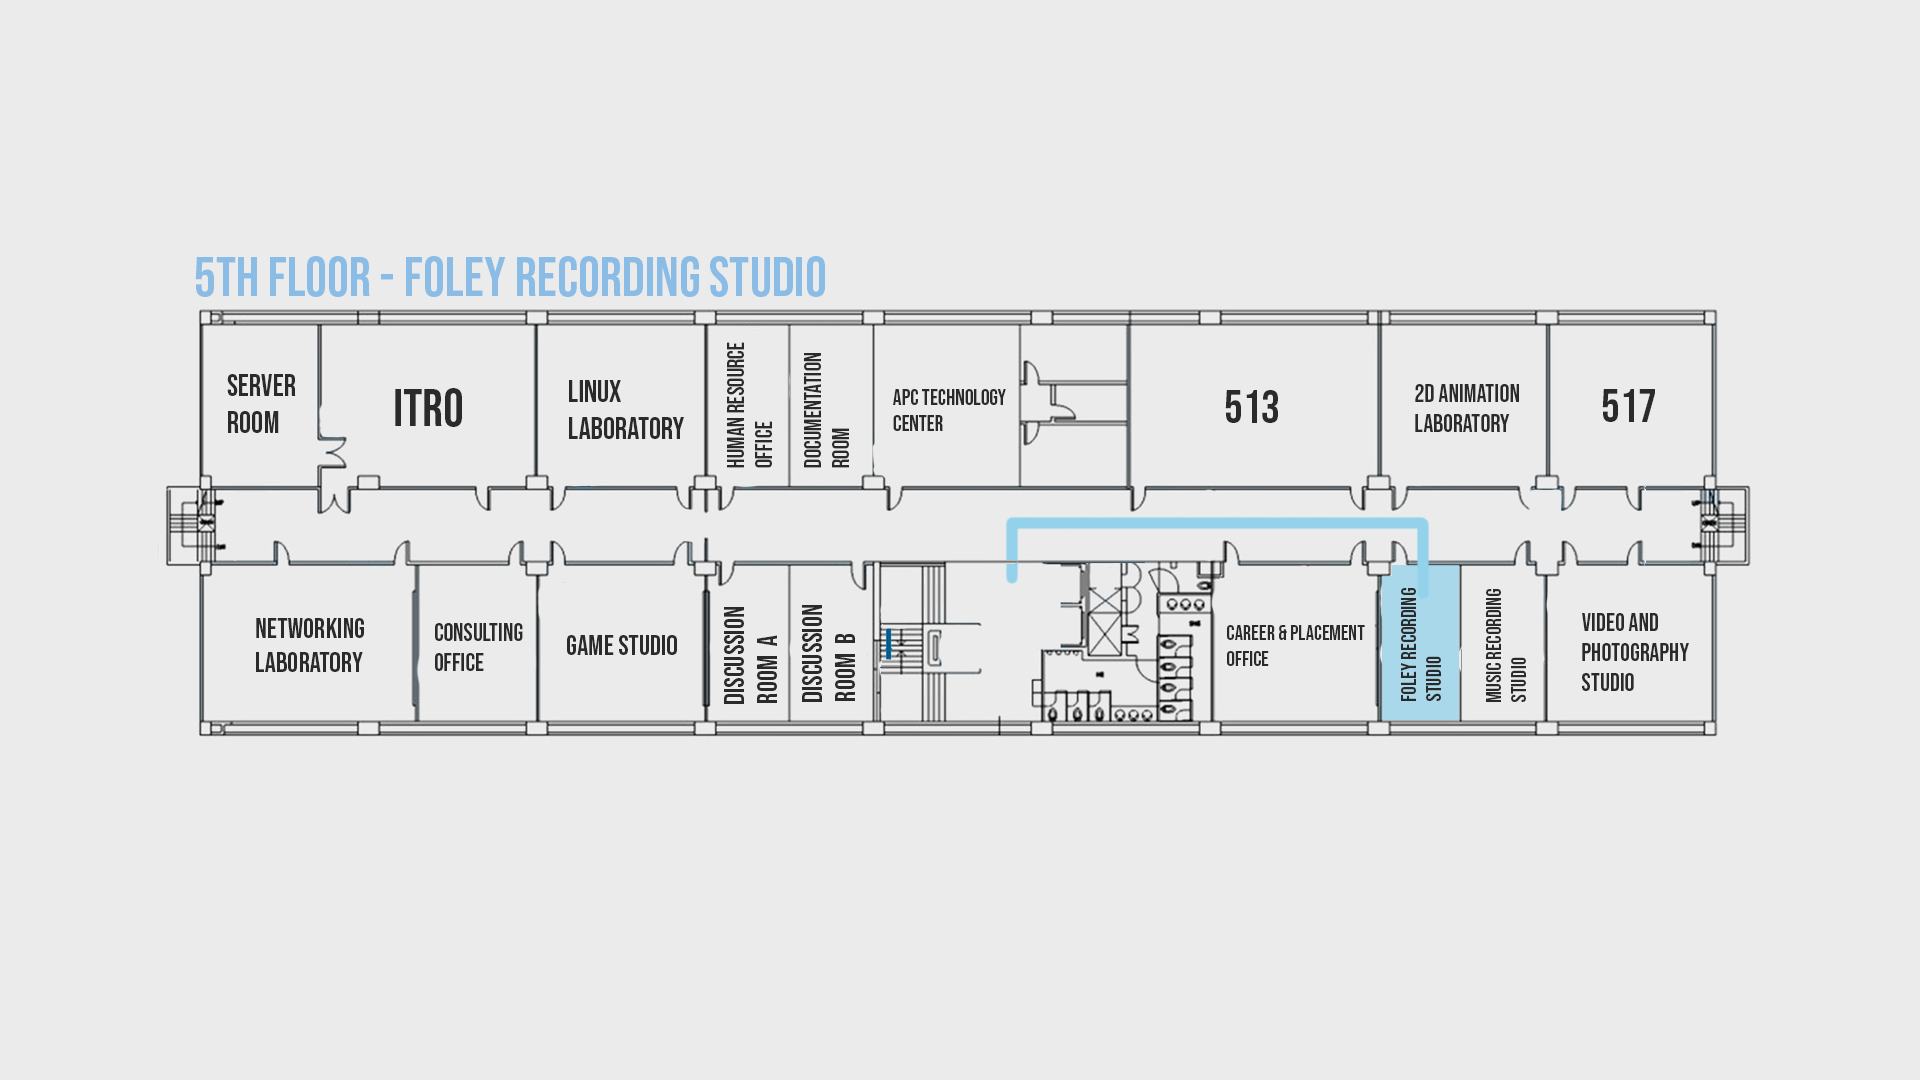 5TH FLOOR - FOLEY RECORDING STUDIO
SERVER
ROOM
ITRO
LINUX
LABORATORY
HUMAN RESOURCE
OFFICE
DOCUMENTATION
ROOM
APC TECHNOLOGY
CENTER
513
2D ANIMATION
LABORATORY
517
NETWORKING
LABORATORY
CONSULTING
OFFICE
GAME STUDIO
DISCUSSION
ROOM A
DISCUSSION
ROOM B
CAREER & PLACEMENT
OFFICE
FOLEY RECORDING
STUDIO
MUSIC RECORDING
STUDIO
VIDEO AND
PHOTOGRAPHY
STUDIO